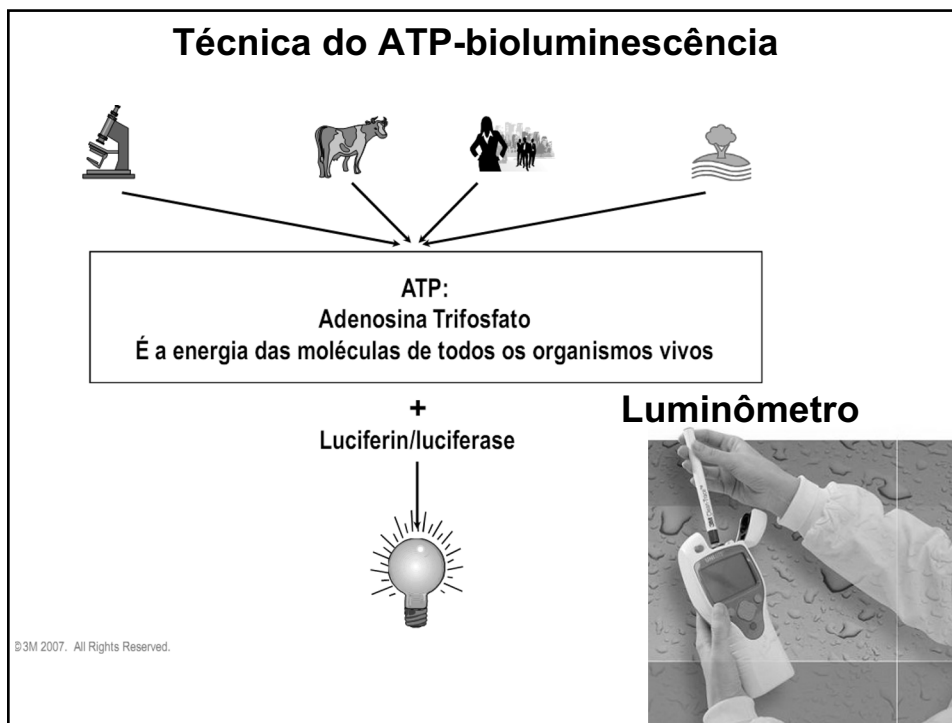 Técnica do ATP-bioluminescência
ATP:
Adenosina Trifosfato
É a energia das moléculas de todos os organismos vivos
+
Luciferin/luciferase
Luminômetro
©3M 2007. All Rights Reserved.